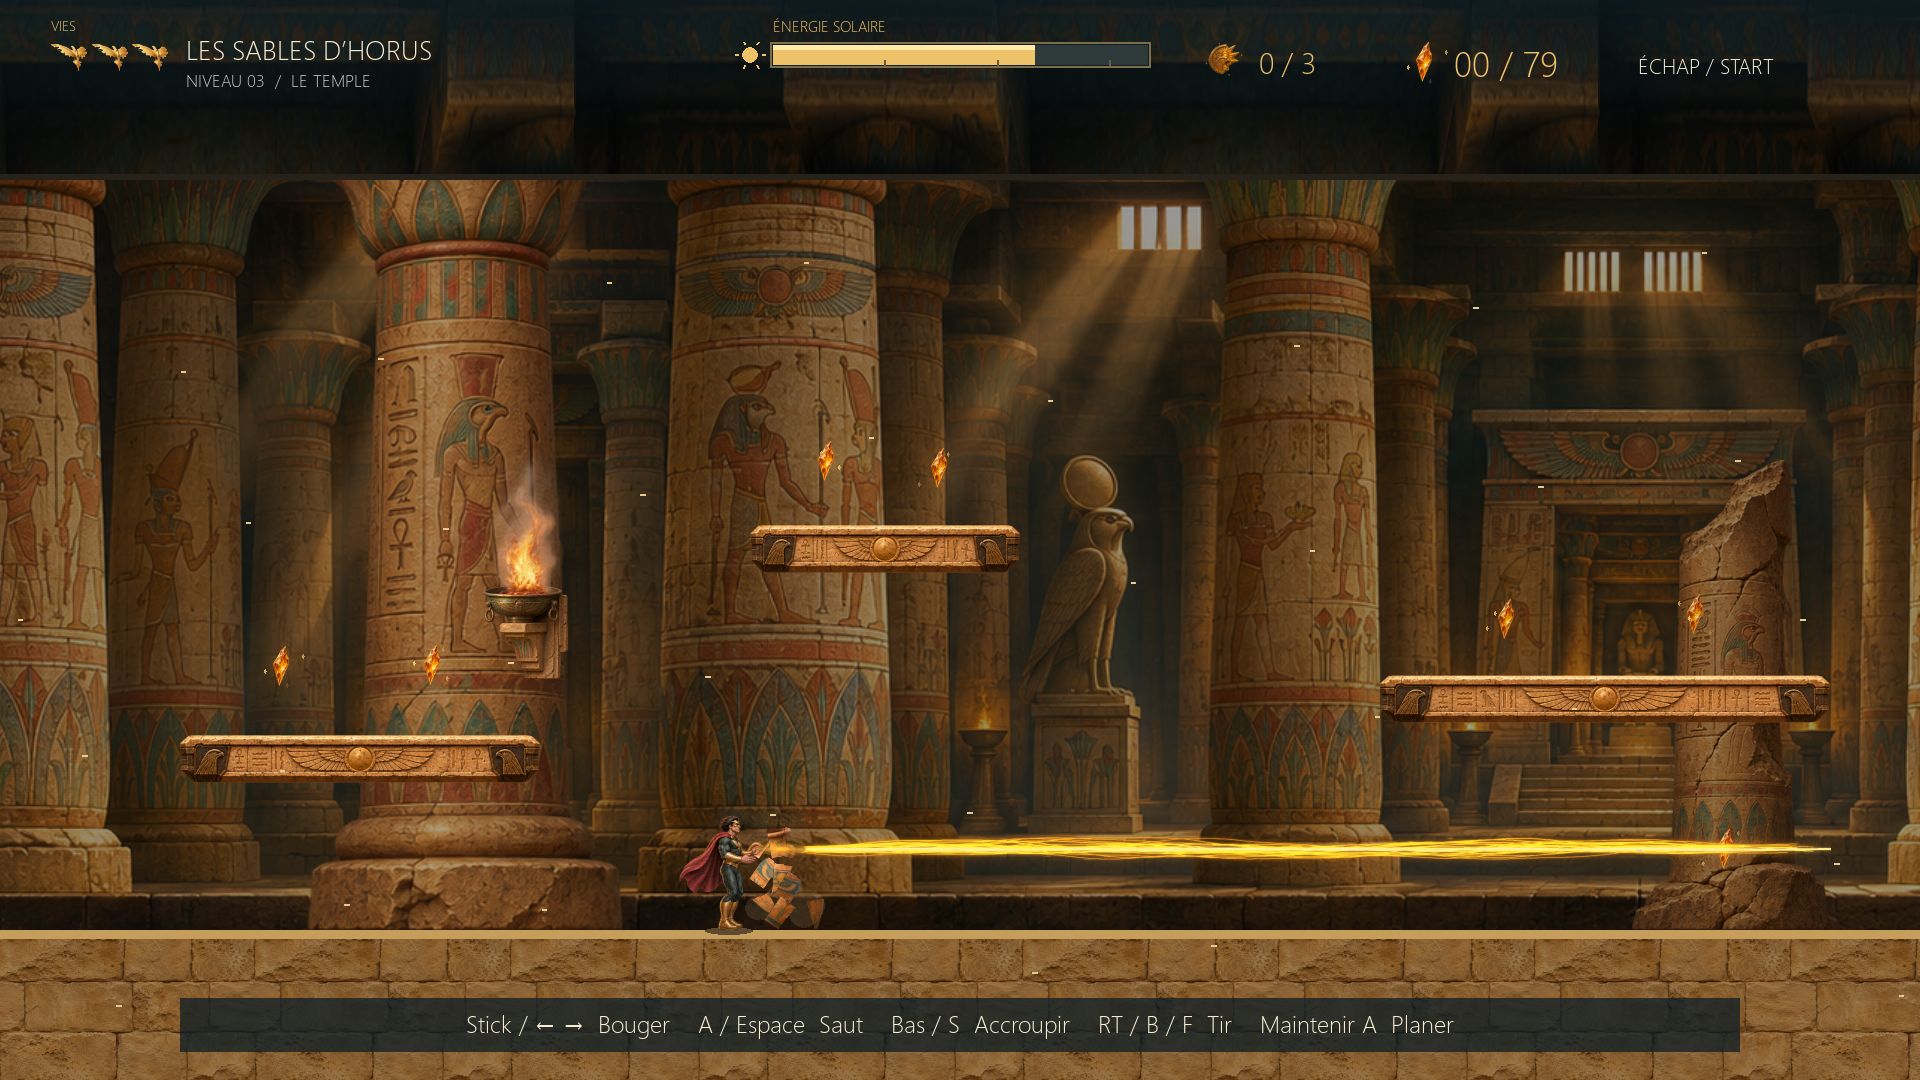 VIES
LES SABLES D’HORUS
NIVEAU 03 / LE TEMPLE
ÉNERGIE SOLAIRE
0 / 3
00 / 79
ÉCHAP / START
Stick / ← → Bouger A / Espace Saut Bas / S Accroupir RT / B / F Tir Maintenir A Planer